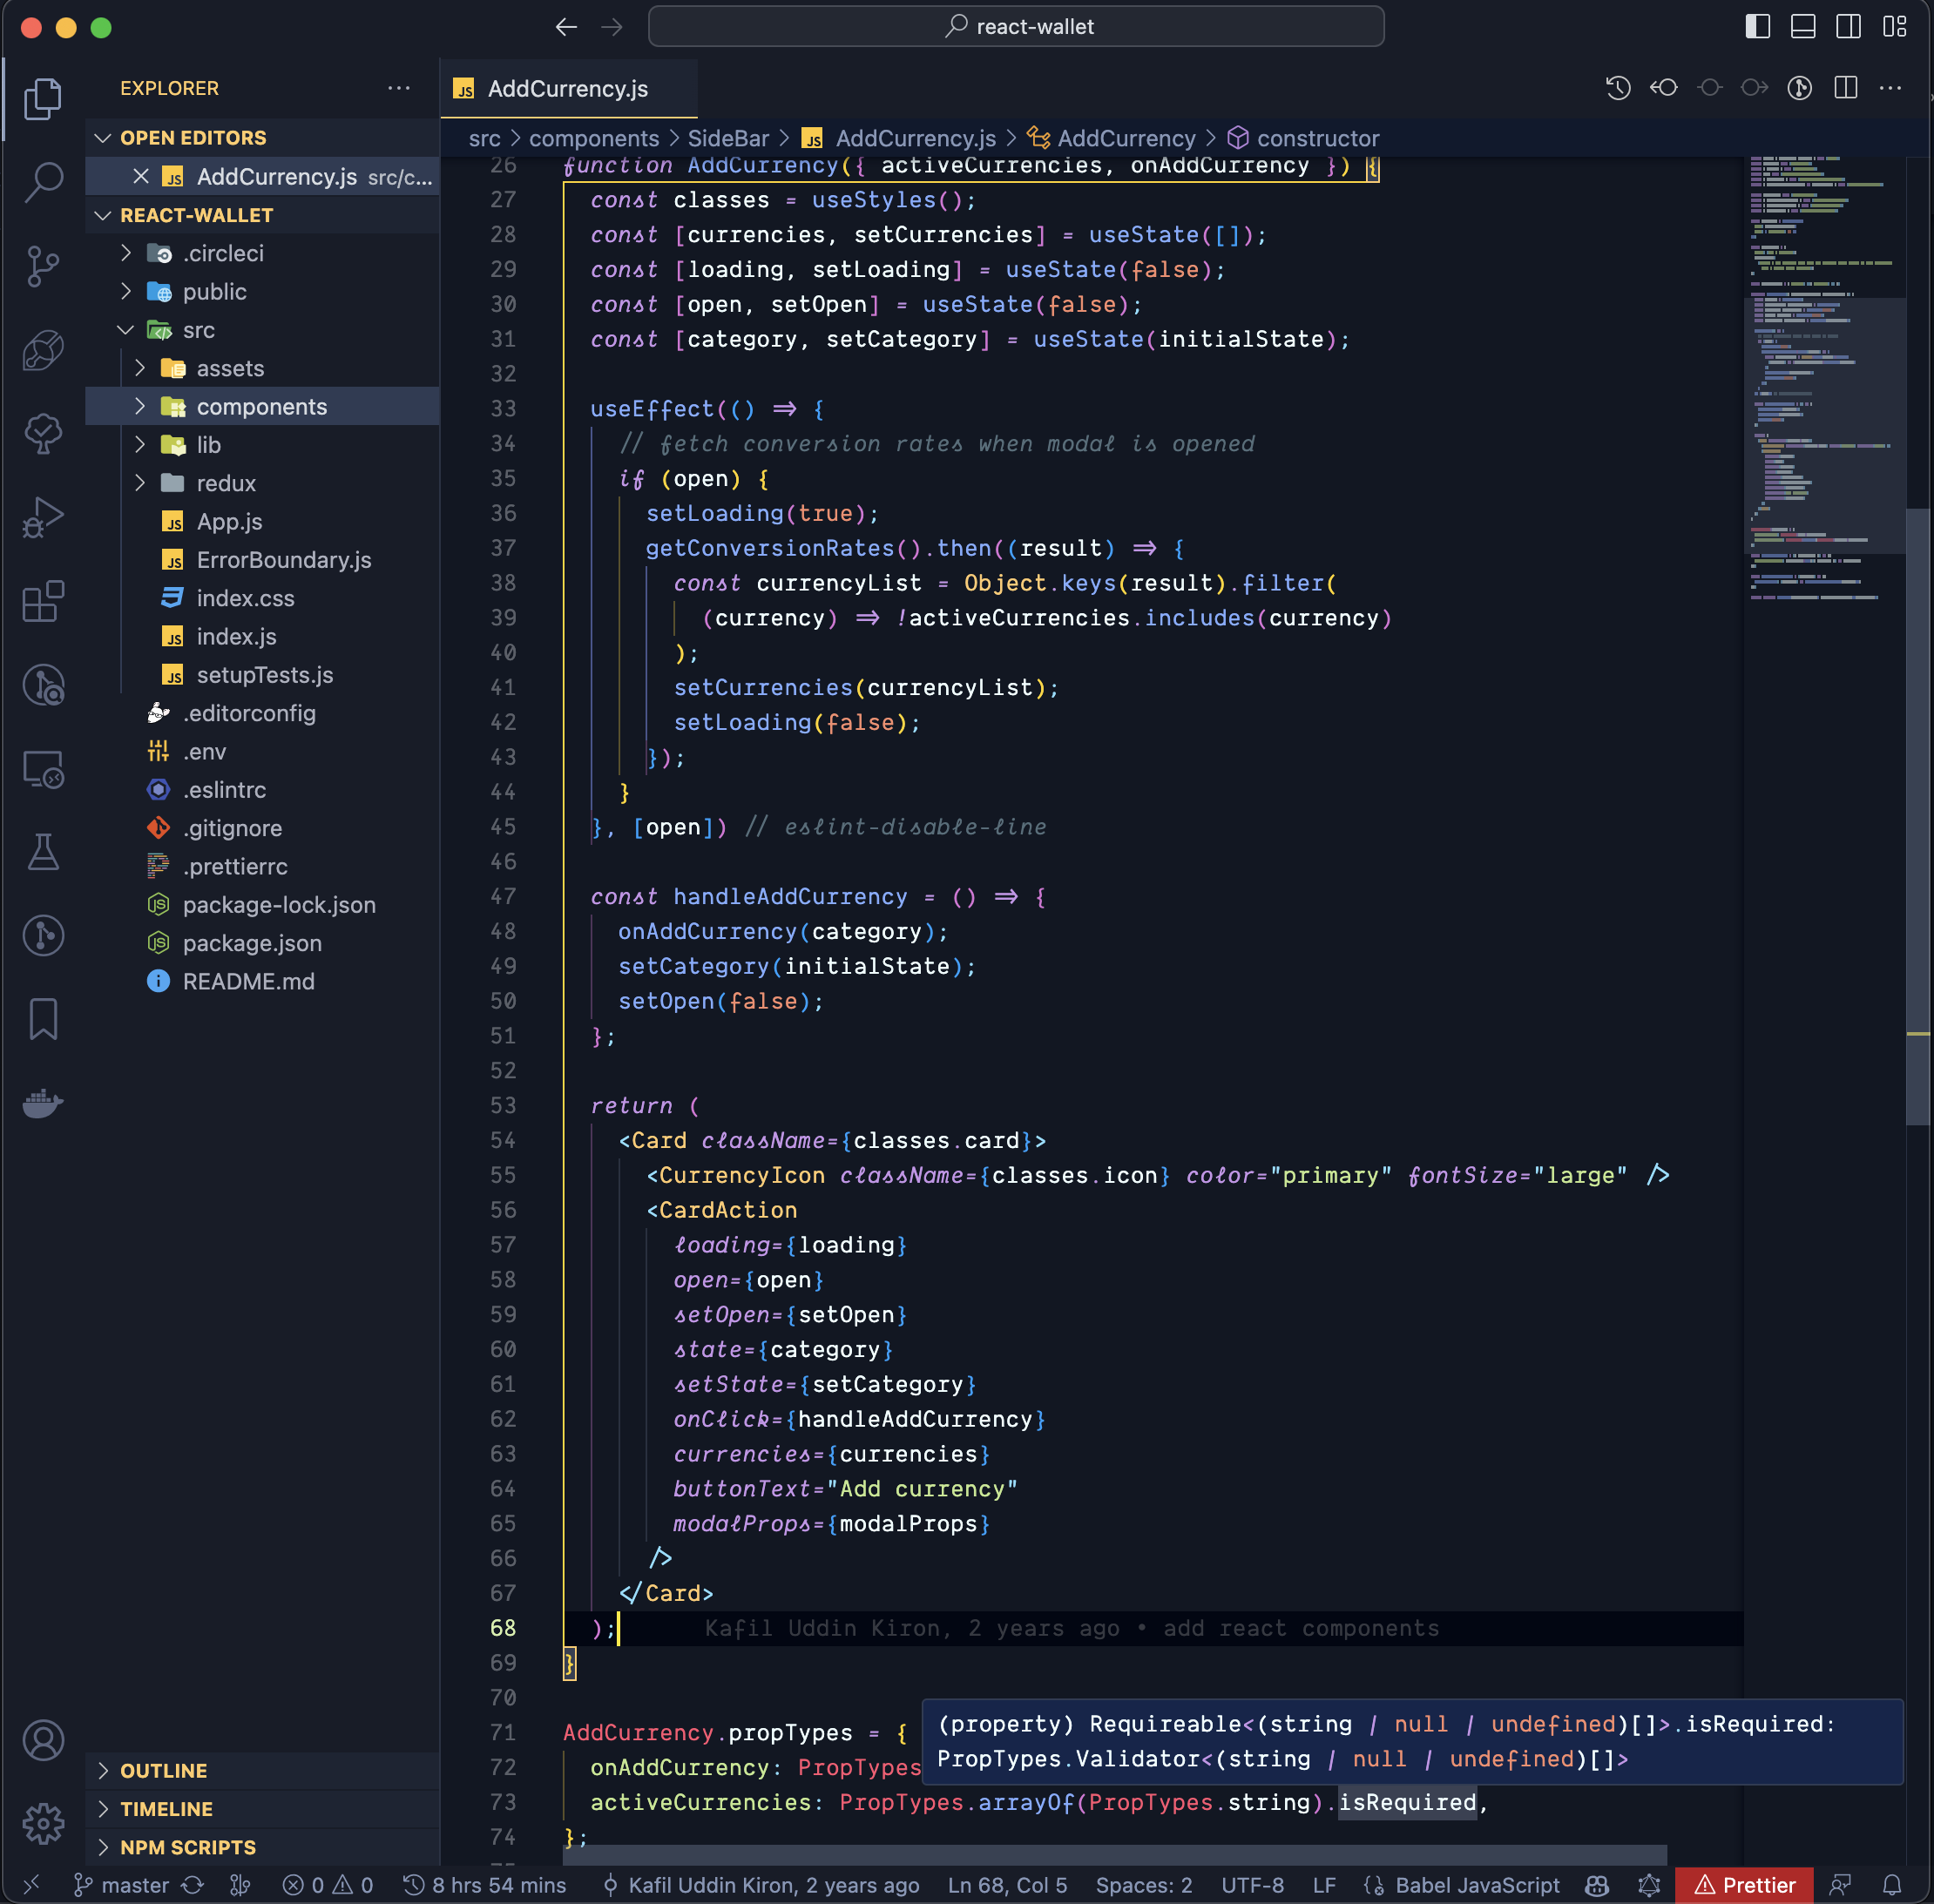 react-wallet
EXPLORER
AddCurrency.js
OPEN EDITORS
AddCurrency.js src/c...
REACT-WALLET
.circleci
public
src
assets
components
lib
redux
App.js
ErrorBoundary.js
index.css
index.js
setupTests.js
.editorconfig
.env
.eslintrc
.gitignore
.prettierrc
package-lock.json
package.json
README.md
OUTLINE
TIMELINE
NPM SCRIPTS
src > components > SideBar > AddCurrency.js > AddCurrency > constructor
26 function AddCurrency({ activeCurrencies, onAddCurrency }) {
27 const classes = useStyles();
28 const [currencies, setCurrencies] = useState([]);
29 const [loading, setLoading] = useState(false);
30 const [open, setOpen] = useState(false);
31 const [category, setCategory] = useState(initialState);
32
33 useEffect(() => {
34 // fetch conversion rates when modal is opened
35 if (open) {
36 setLoading(true);
37 getConversionRates().then((result) => {
38 const currencyList = Object.keys(result).filter(
39 (currency) => !activeCurrencies.includes(currency)
40 );
41 setCurrencies(currencyList);
42 setLoading(false);
43 });
44 }
45 }, [open]) // eslint-disable-line
46
47 const handleAddCurrency = () => {
48 onAddCurrency(category);
49 setCategory(initialState);
50 setOpen(false);
51 };
52
53 return (
54 <Card className={classes.card}>
55 <CurrencyIcon className={classes.icon} color="primary" fontSize="large" />
56 <CardAction
57 loading={loading}
58 open={open}
59 setOpen={setOpen}
60 state={category}
61 setState={setCategory}
62 onClick={handleAddCurrency}
63 currencies={currencies}
64 buttonText="Add currency"
65 modalProps={modalProps}
66 />
67 </Card>
68 ); Kafil Uddin Kiron, 2 years ago • add react components
69 }
70
71 AddCurrency.propTypes = {
(property) Requireable<(string | null | undefined)[]>.isRequired:
PropTypes.Validator<(string | null | undefined)[]>
72 onAddCurrency: PropTypes
73 activeCurrencies: PropTypes.arrayOf(PropTypes.string).isRequired,
74 };
master 0 0 8 hrs 54 mins Kafil Uddin Kiron, 2 years ago Ln 68, Col 5 Spaces: 2 UTF-8 LF Babel JavaScript Prettier